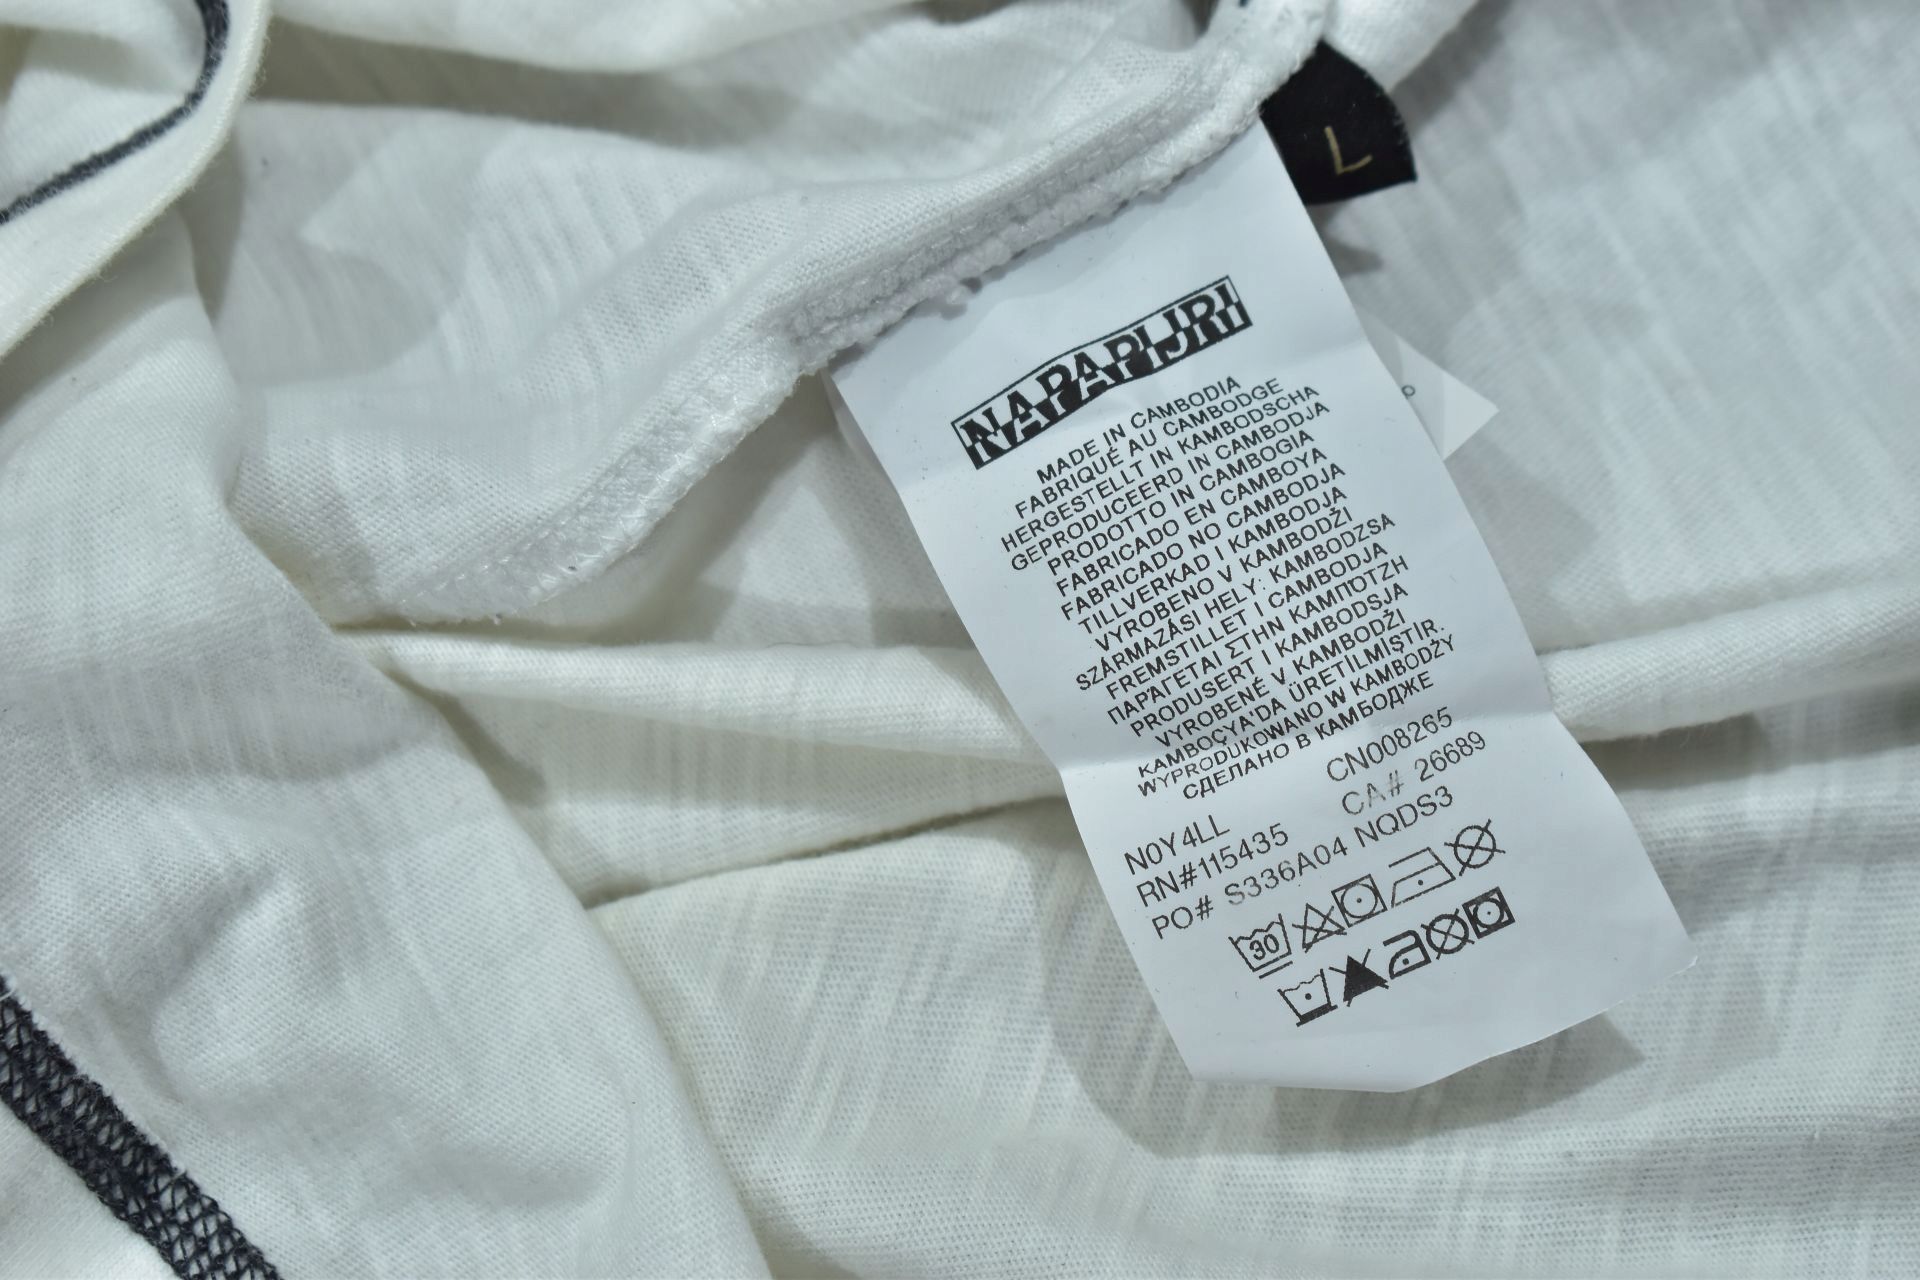 L
NAPAPIJRI
MADE IN CAMBODIA
FABRIQUÉ AU CAMBODGE
HERGESTELLT IN KAMBODSCHA
GEPRODUCEERD IN CAMBODJA
PRODOTTO IN CAMBOGIA
FABRICADO EN CAMBOYA
FABRICADO NO CAMBODJA
TILLVERKAD I KAMBODJA
VYROBENO V KAMBODŽI
SZÁRMAZÁSI HELY: KAMBODZSA
FREMSTILLET I CAMBODJA
ΠΑΡΑΓΕΤΑΙ ΣΤΗΝ ΚΑΜΠΟΤΖΗ
PRODUSERT I KAMBODSJA
VYROBENÉ V KAMBODŽI
KAMBOÇYA'DA ÜRETİLMİŞTİR.
WYPRODUKOWANO W KAMBODŻY
СДЕЛАНО В КАМБОДЖЕ
CN008265
CA# 26689
N0Y4LL
RN#115435
PO# S336A04 NQDS3
30